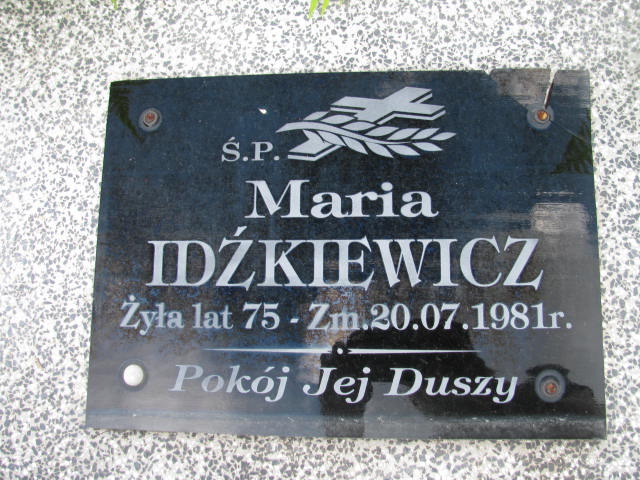 Ś.P.
Maria
IDŹKIEWICZ
Żyła lat 75 - Zm.20.07.1981r.
Pokój Jej Duszy